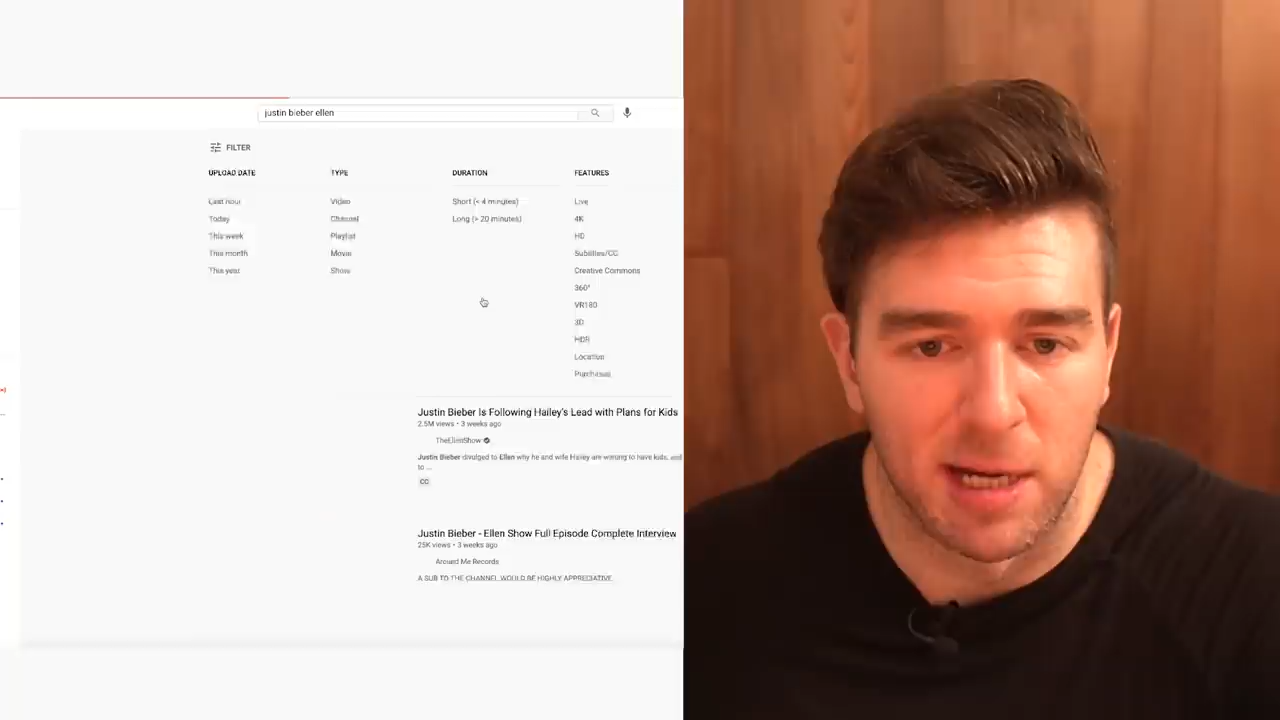 justin bieber ellen
FILTER
UPLOAD DATE TYPE DURATION FEATURES
Last hour Video Short (< 4 minutes) Live
Today Channel Long (> 20 minutes) 4K
This week Playlist HD
This month Movie Subtitles/CC
This year Show Creative Commons
360°
VR180
3D
HDR
Location
Purchased
Justin Bieber Is Following Hailey's Lead with Plans for Kids
2.5M views • 3 weeks ago
TheEllenShow
Justin Bieber divulged to Ellen why he and wife Hailey are waiting to have kids, and
to ...
CC
Justin Bieber - Ellen Show Full Episode Complete Interview
25K views • 3 weeks ago
Around Me Records
A SUB TO THE CHANNEL WOULD BE HIGHLY APPRECIATIVE.